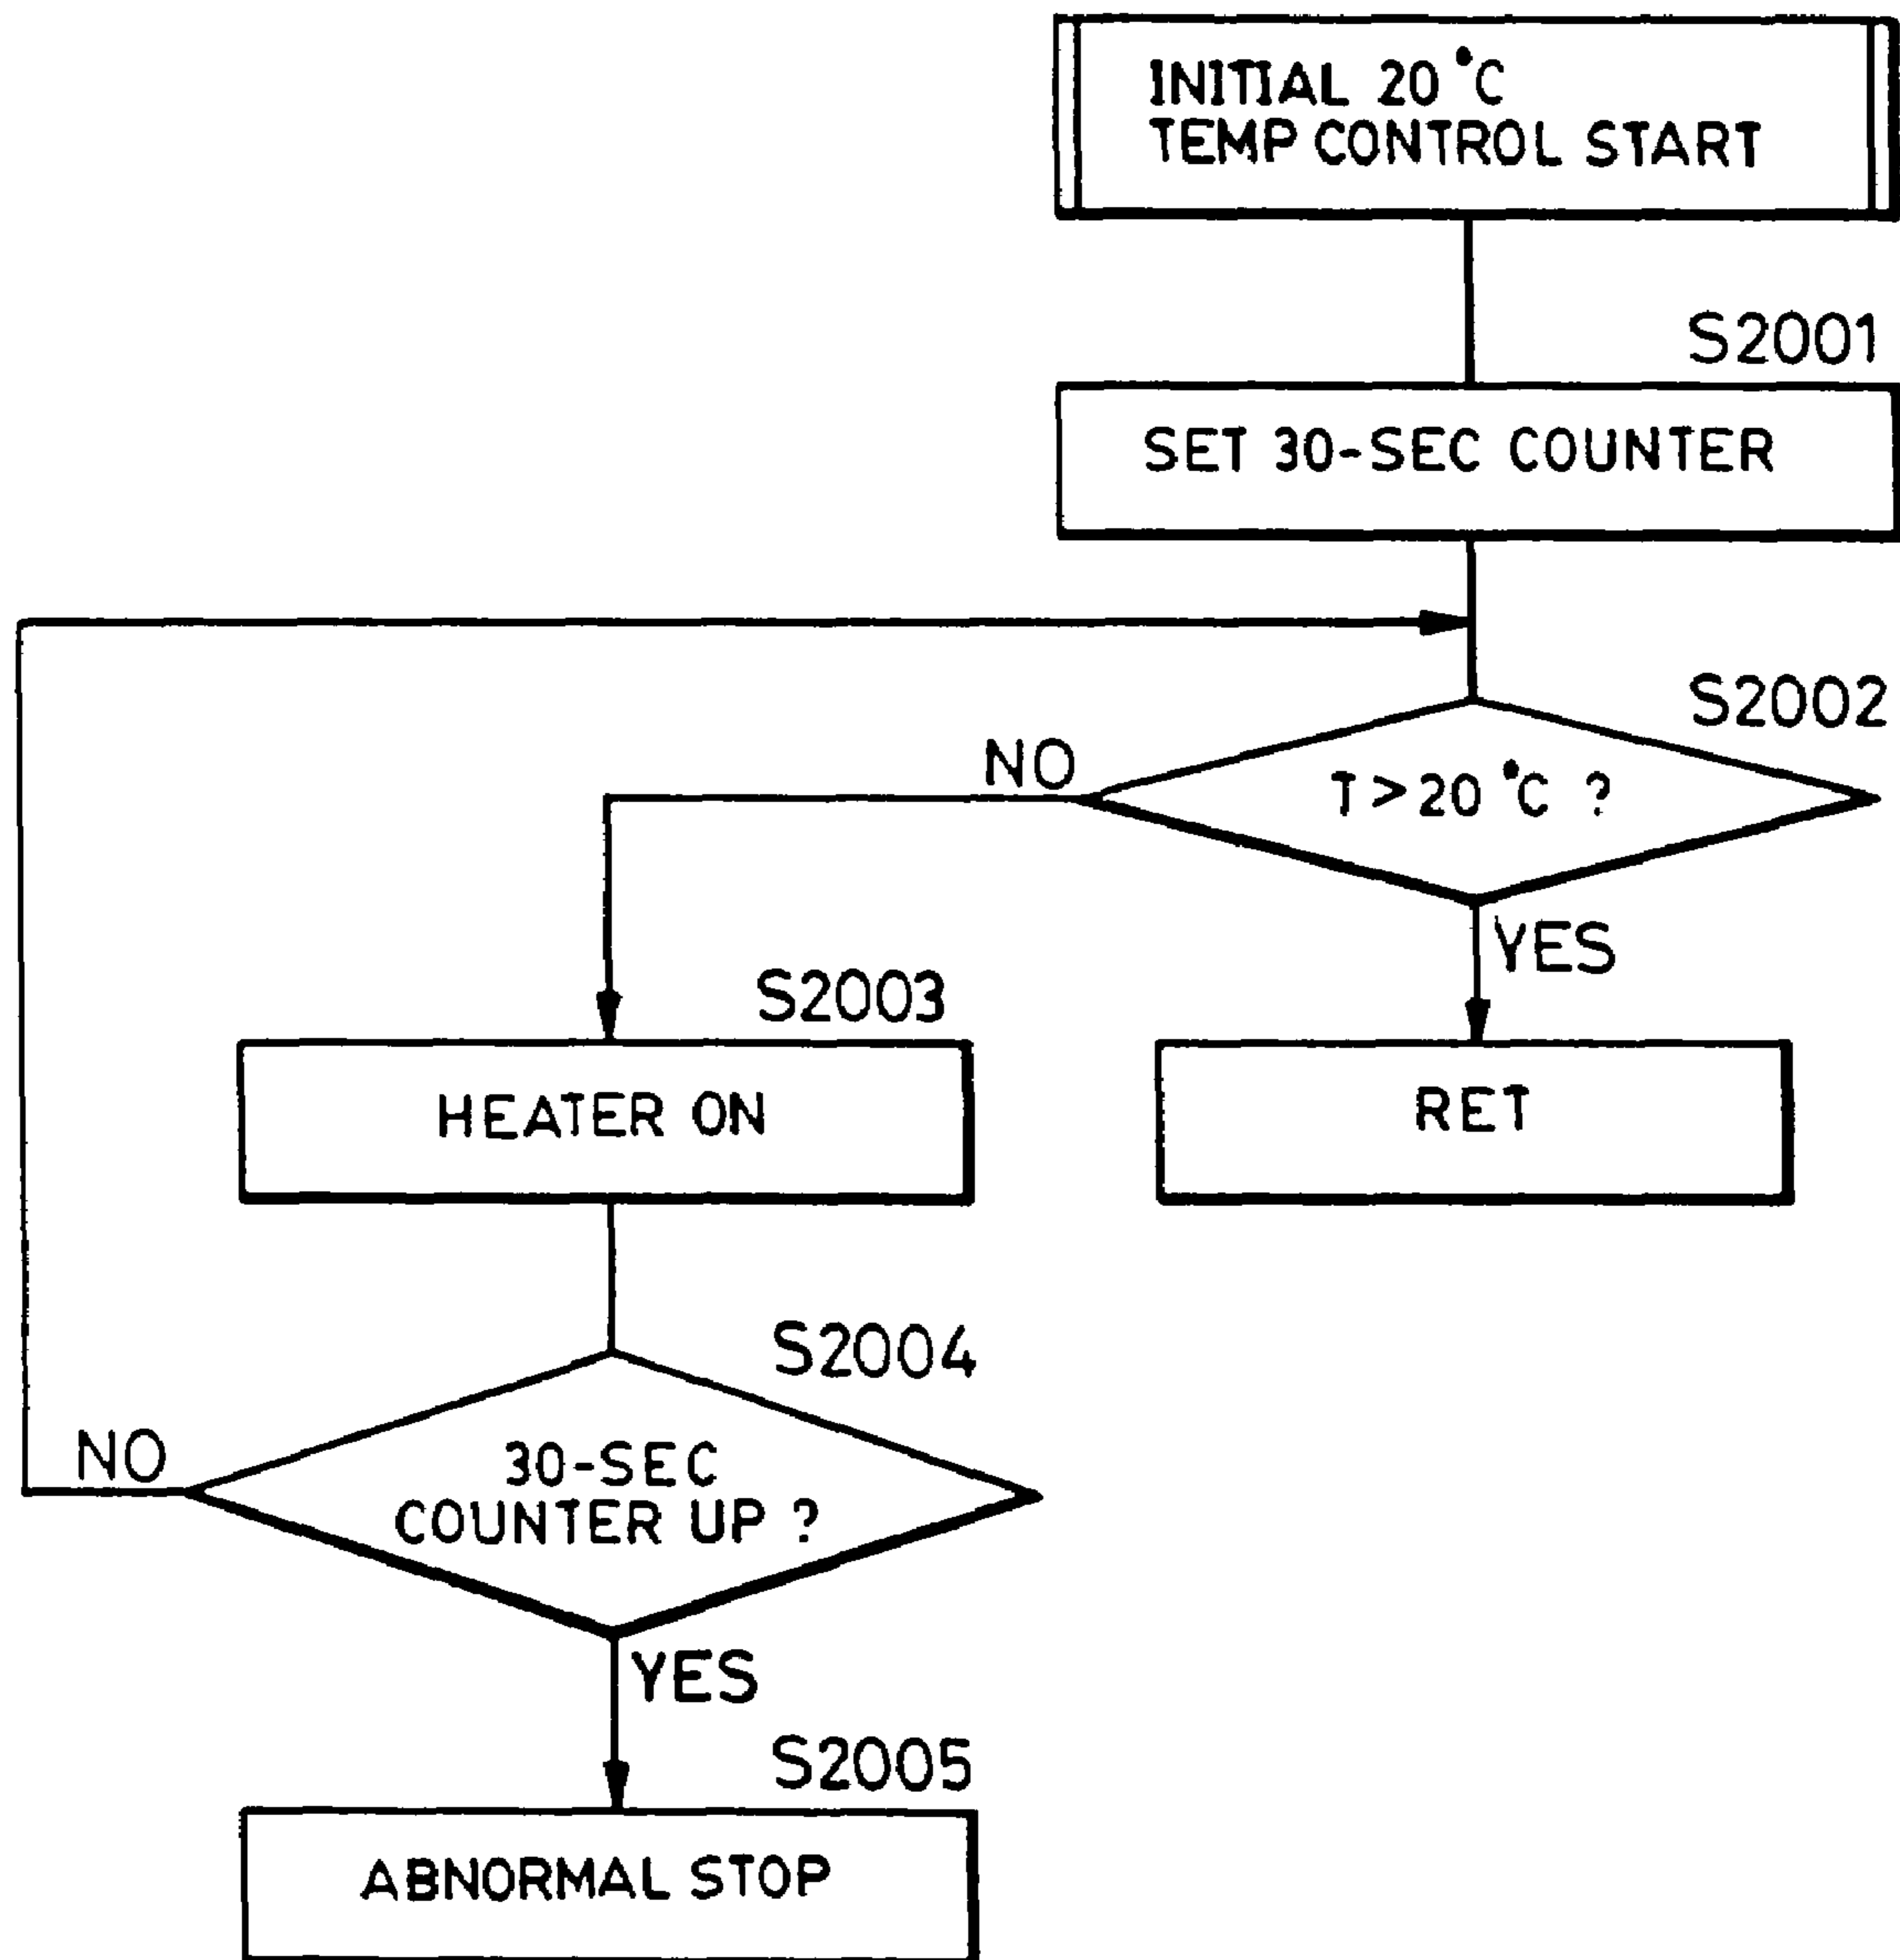 INITIAL 20°C
TEMP CONTROL START
S2001
SET 30-SEC COUNTER
S2002
NO
T>20°C ?
YES
S2003
HEATER ON
RET
S2004
NO
30-SEC
COUNTER UP ?
YES
S2005
ABNORMAL STOP